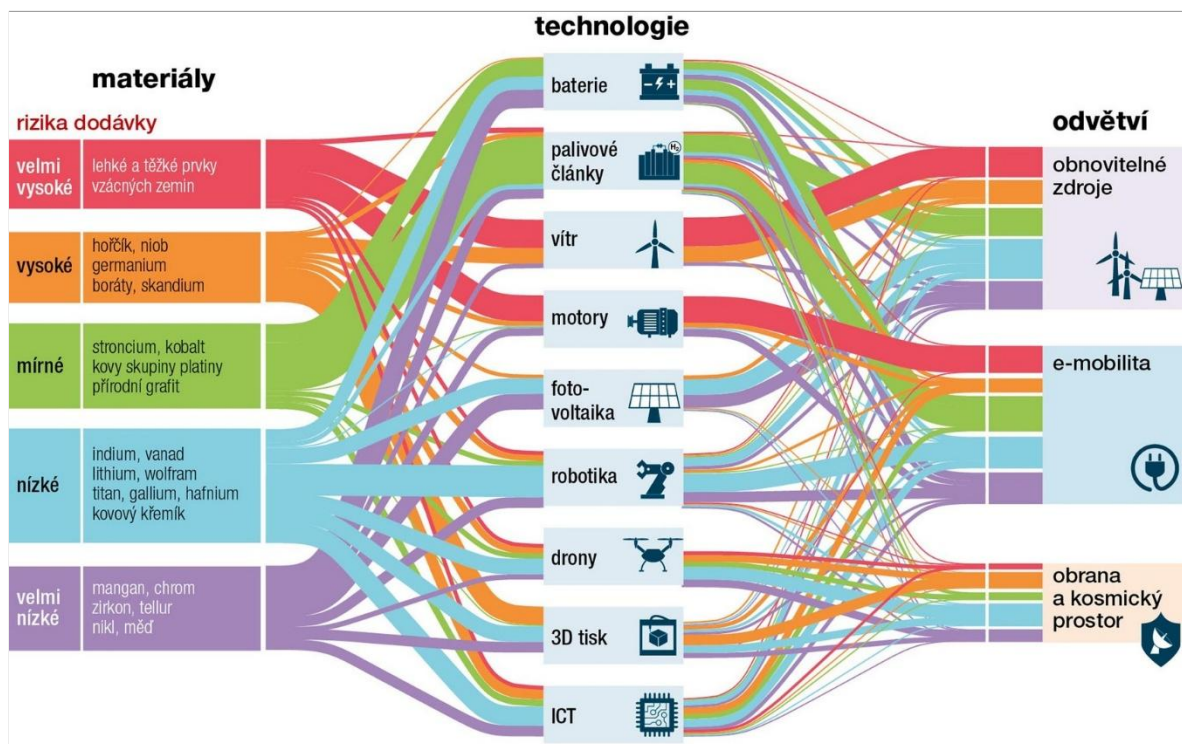 technologie
materiály
rizika dodávky
velmi
vysoké
lehké a těžké prvky
vzácných zemin
vysoké
hořčík, niob
germanium
boráty, skandium
mírné
stroncium, kobalt
kovy skupiny platiny
přírodní grafit
nízké
indium, vanad
lithium, wolfram
titan, gallium, hafnium
kovový křemík
velmi
nízké
mangan, chrom
zirkon, tellur
nikl, měď
baterie
palivové
články
H₂
vítr
motory
foto-
voltaika
robotika
drony
3D tisk
ICT
odvětví
obnovitelné
zdroje
e-mobilita
obrana
a kosmický
prostor